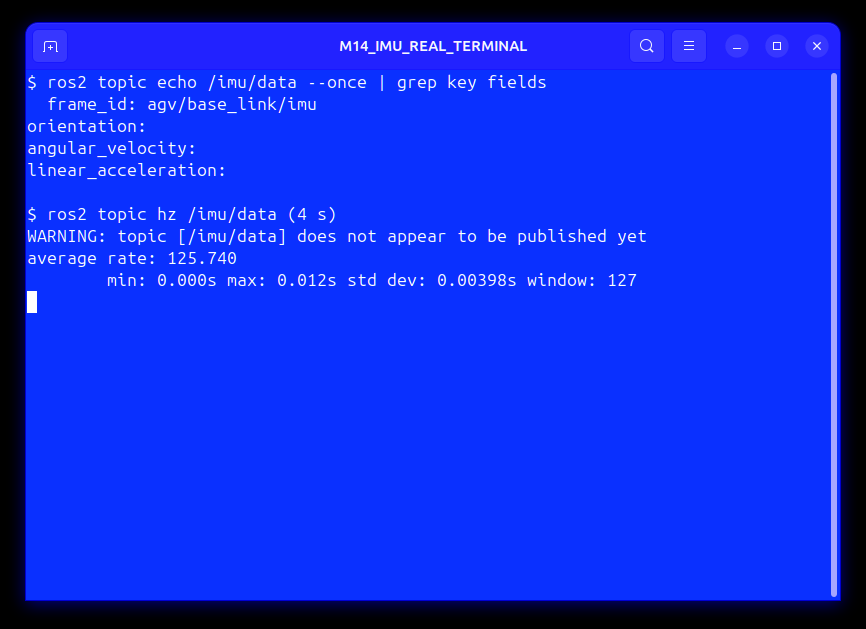 M14_IMU_REAL_TERMINAL
$ ros2 topic echo /imu/data --once | grep key fields
  frame_id: agv/base_link/imu
orientation:
angular_velocity:
linear_acceleration:

$ ros2 topic hz /imu/data (4 s)
WARNING: topic [/imu/data] does not appear to be published yet
average rate: 125.740
        min: 0.000s max: 0.012s std dev: 0.00398s window: 127